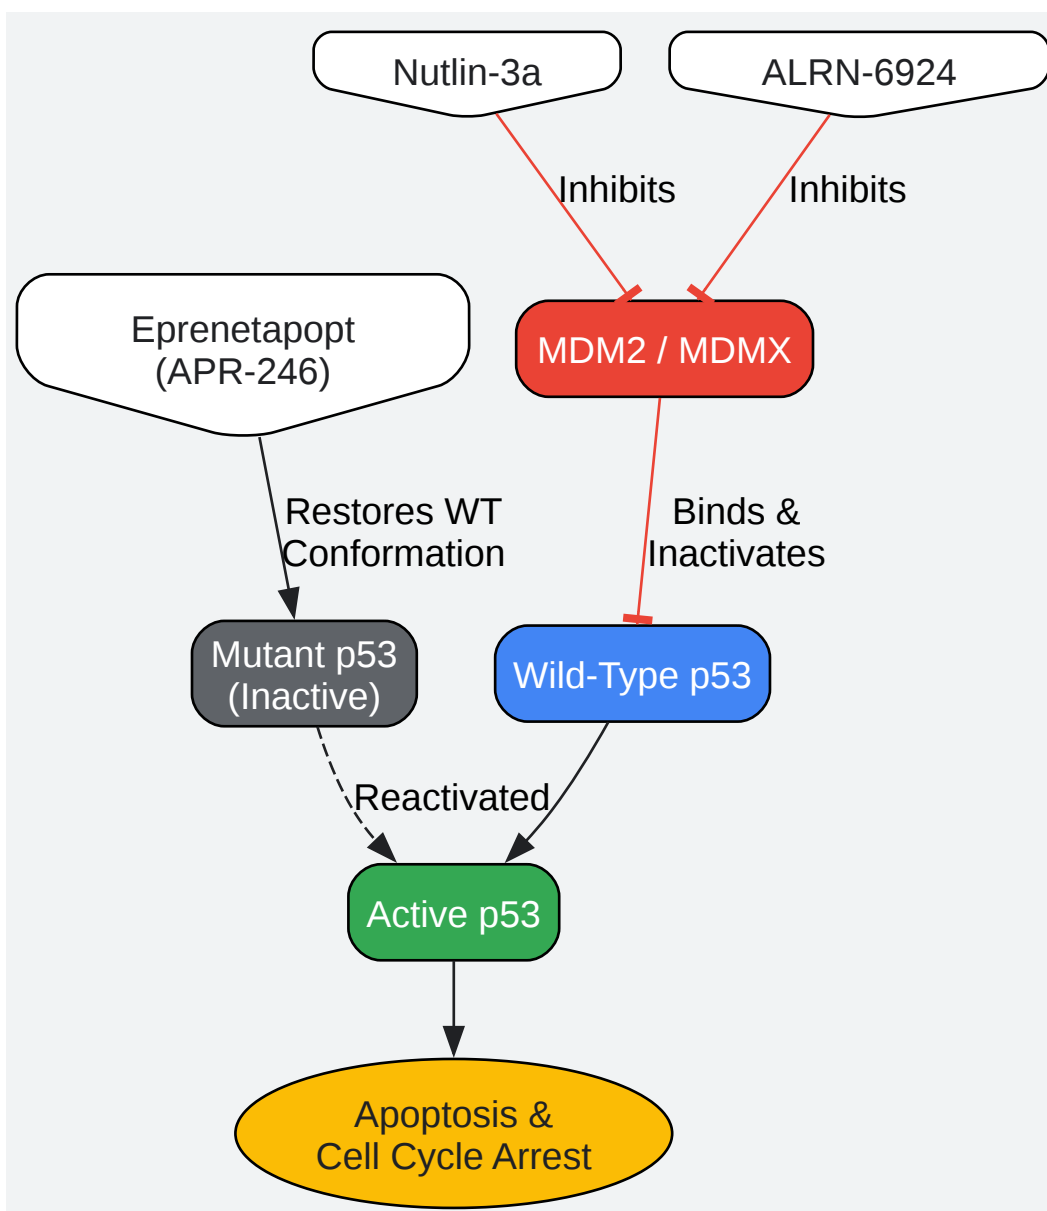 Nutlin-3a
ALRN-6924
Inhibits
Inhibits
Eprenetapopt
(APR-246)
MDM2 / MDMX
Restores WT
Conformation
Binds &
Inactivates
Mutant p53
(Inactive)
Wild-Type p53
Reactivated
Active p53
Apoptosis &
Cell Cycle Arrest